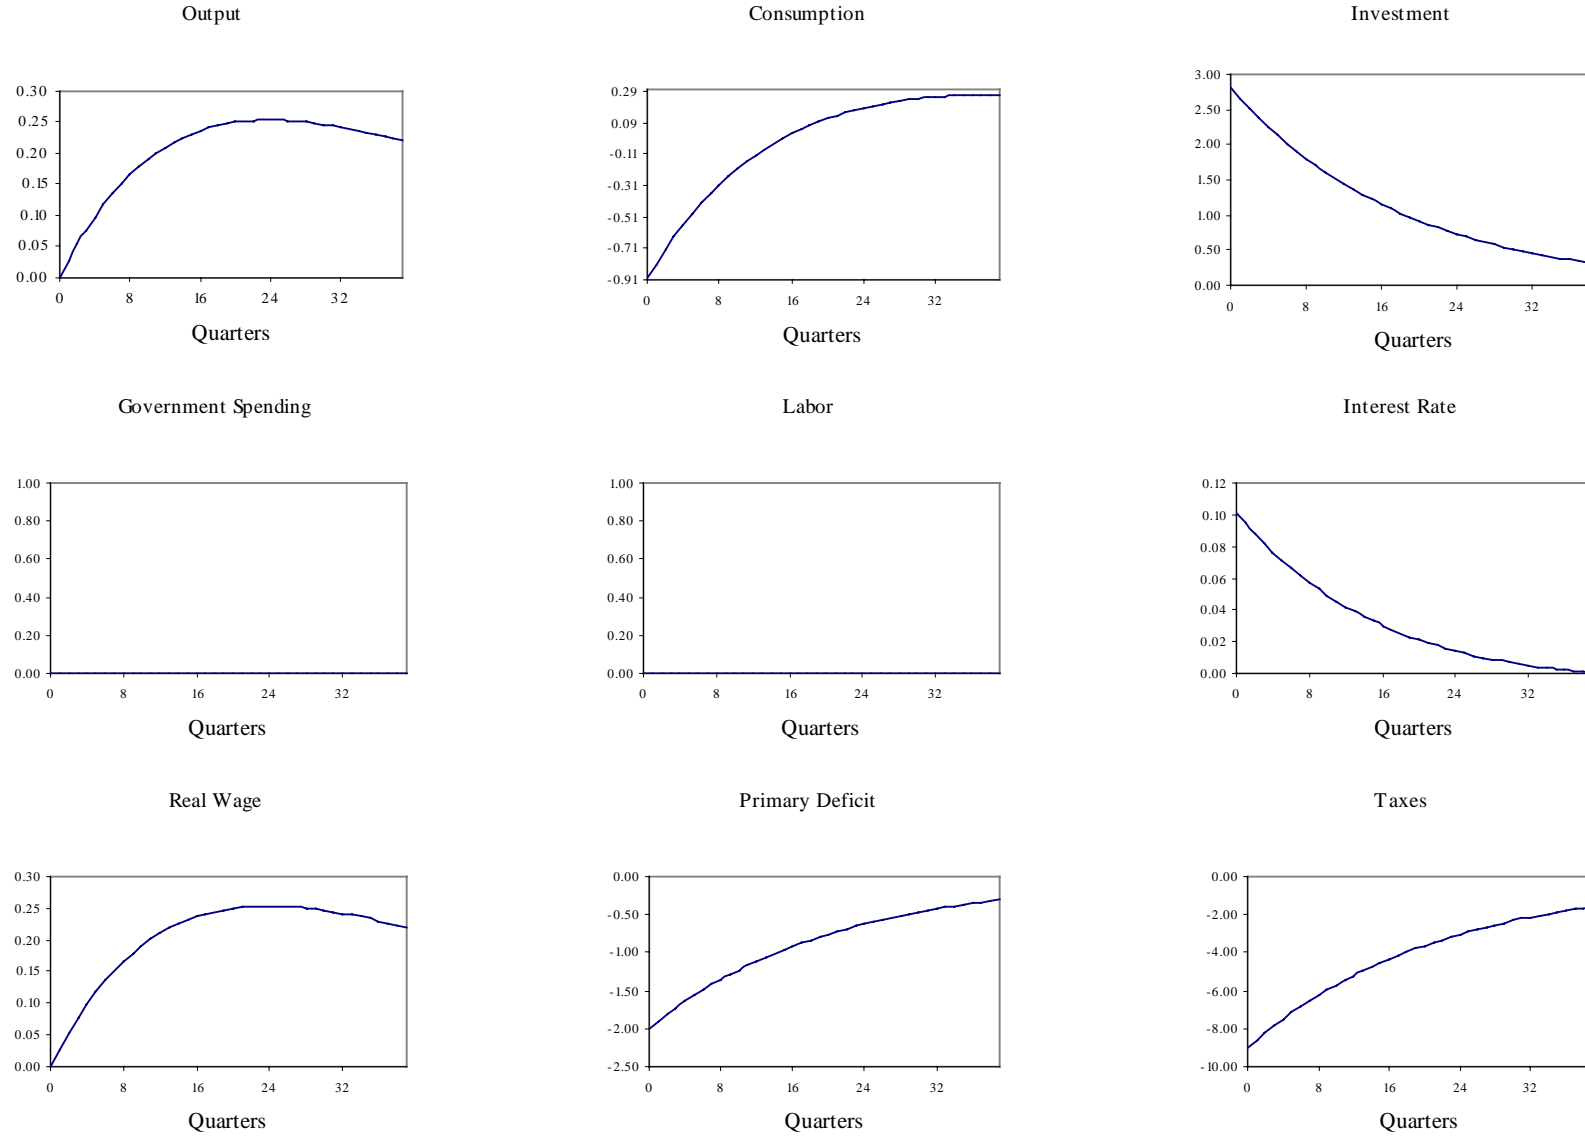 Output
0.30
0.25
0.20
0.15
0.10
0.05
0.00
0 8 16 24 32
Quarters
Consumption
0.29
0.09
-0.11
-0.31
-0.51
-0.71
-0.91
0 8 16 24 32
Quarters
Investment
3.00
2.50
2.00
1.50
1.00
0.50
0.00
0 8 16 24 32
Quarters
Government Spending
1.00
0.80
0.60
0.40
0.20
0.00
0 8 16 24 32
Quarters
Labor
1.00
0.80
0.60
0.40
0.20
0.00
0 8 16 24 32
Quarters
Interest Rate
0.12
0.10
0.08
0.06
0.04
0.02
0.00
0 8 16 24 32
Quarters
Real Wage
0.30
0.25
0.20
0.15
0.10
0.05
0.00
0 8 16 24 32
Quarters
Primary Deficit
0.00
-0.50
-1.00
-1.50
-2.00
-2.50
0 8 16 24 32
Quarters
Taxes
0.00
-2.00
-4.00
-6.00
-8.00
-10.00
0 8 16 24 32
Quarters